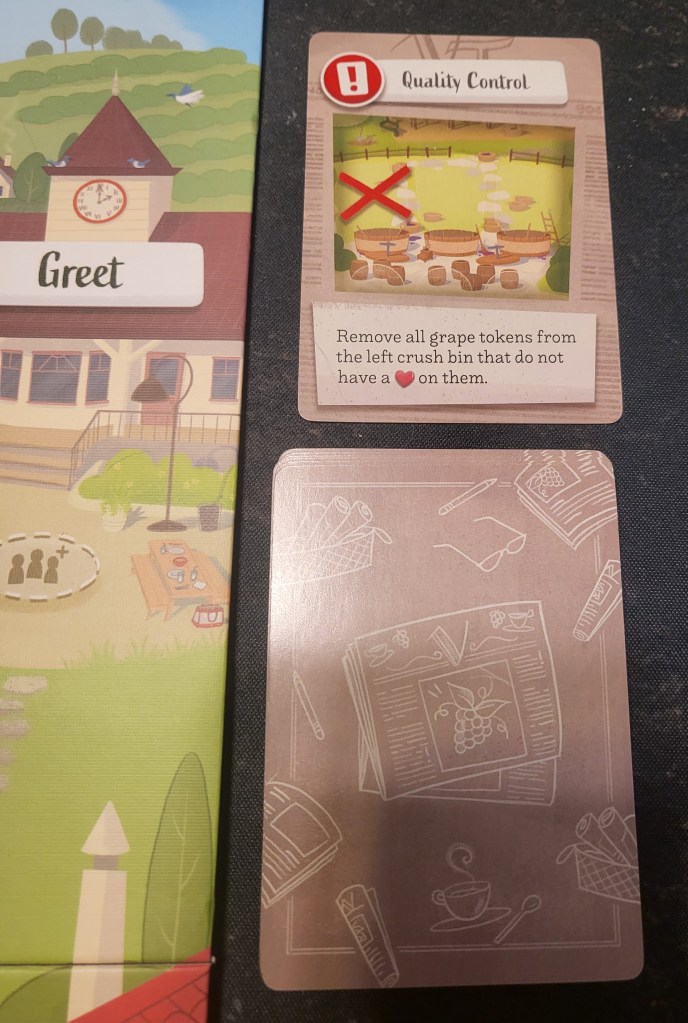 Quality Control
Greet
Remove all grape tokens from
the left crush bin that do not
have a ❤ on them.